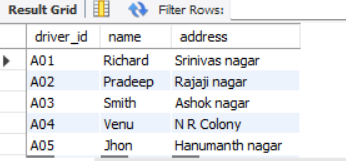 Result Grid Filter Rows:
driver_id name address
A01 Richard Srinivas nagar
A02 Pradeep Rajaji nagar
A03 Smith Ashok nagar
A04 Venu N R Colony
A05 Jhon Hanumanth nagar